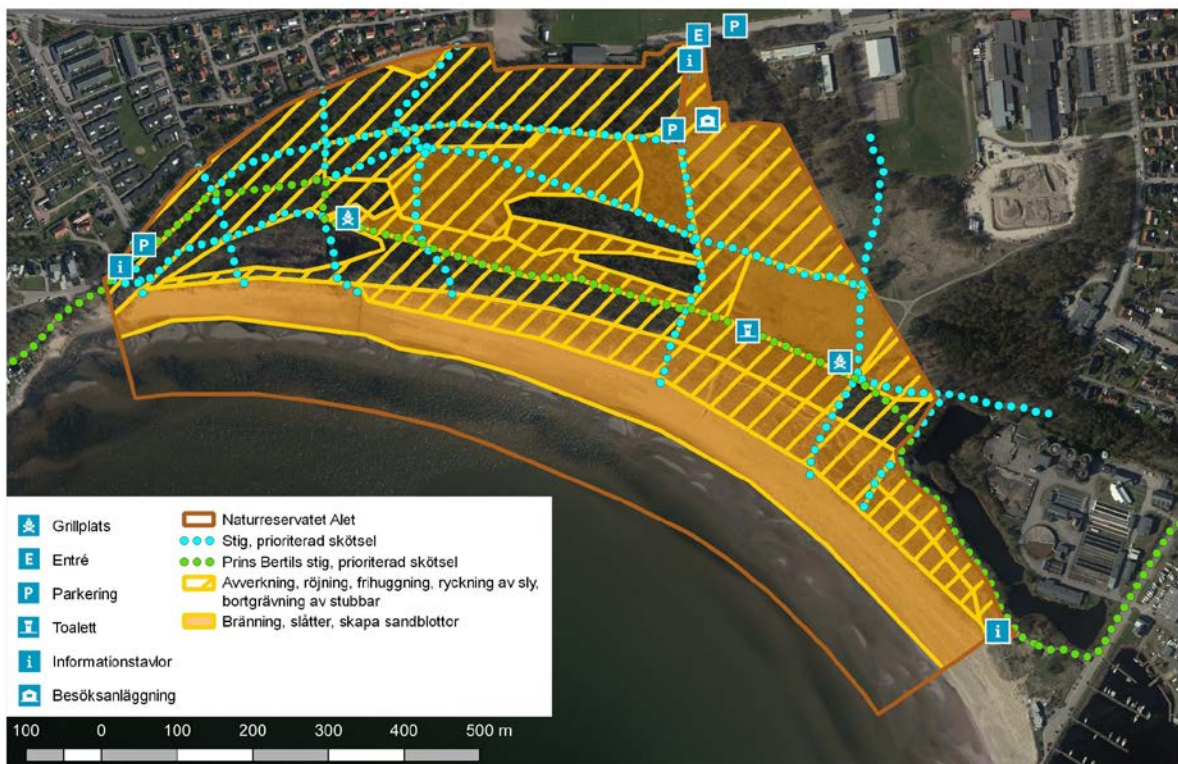 E
P
i
P
P
i
i
Grillplats
E Entré
P Parkering
Toalett
i Informationstavlor
Besöksanläggning
Naturreservatet Alet
Stig, prioriterad skötsel
Prins Bertils stig, prioriterad skötsel
Avverkning, röjning, frihuggning, ryckning av sly,
bortgrävning av stubbar
Bränning, slåtter, skapa sandblottor
100 0 100 200 300 400 500 m